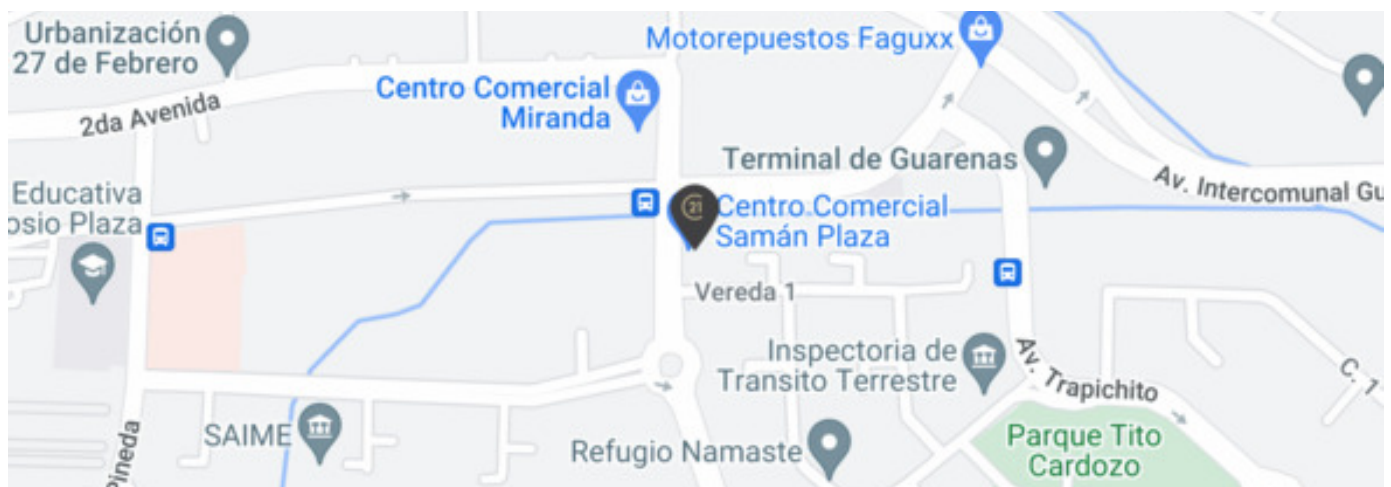 Urbanización
27 de Febrero
2da Avenida
Motorepuestos Faguxx
Centro Comercial
Miranda
Terminal de Guarenas
Av. Intercomunal Gu
Educativa
osio Plaza
21
Centro Comercial
Samán Plaza
Vereda 1
Inspectoria de
Transito Terrestre
Av. Trapichito
C. 1
SAIME
Pineda
Refugio Namaste
Parque Tito
Cardozo